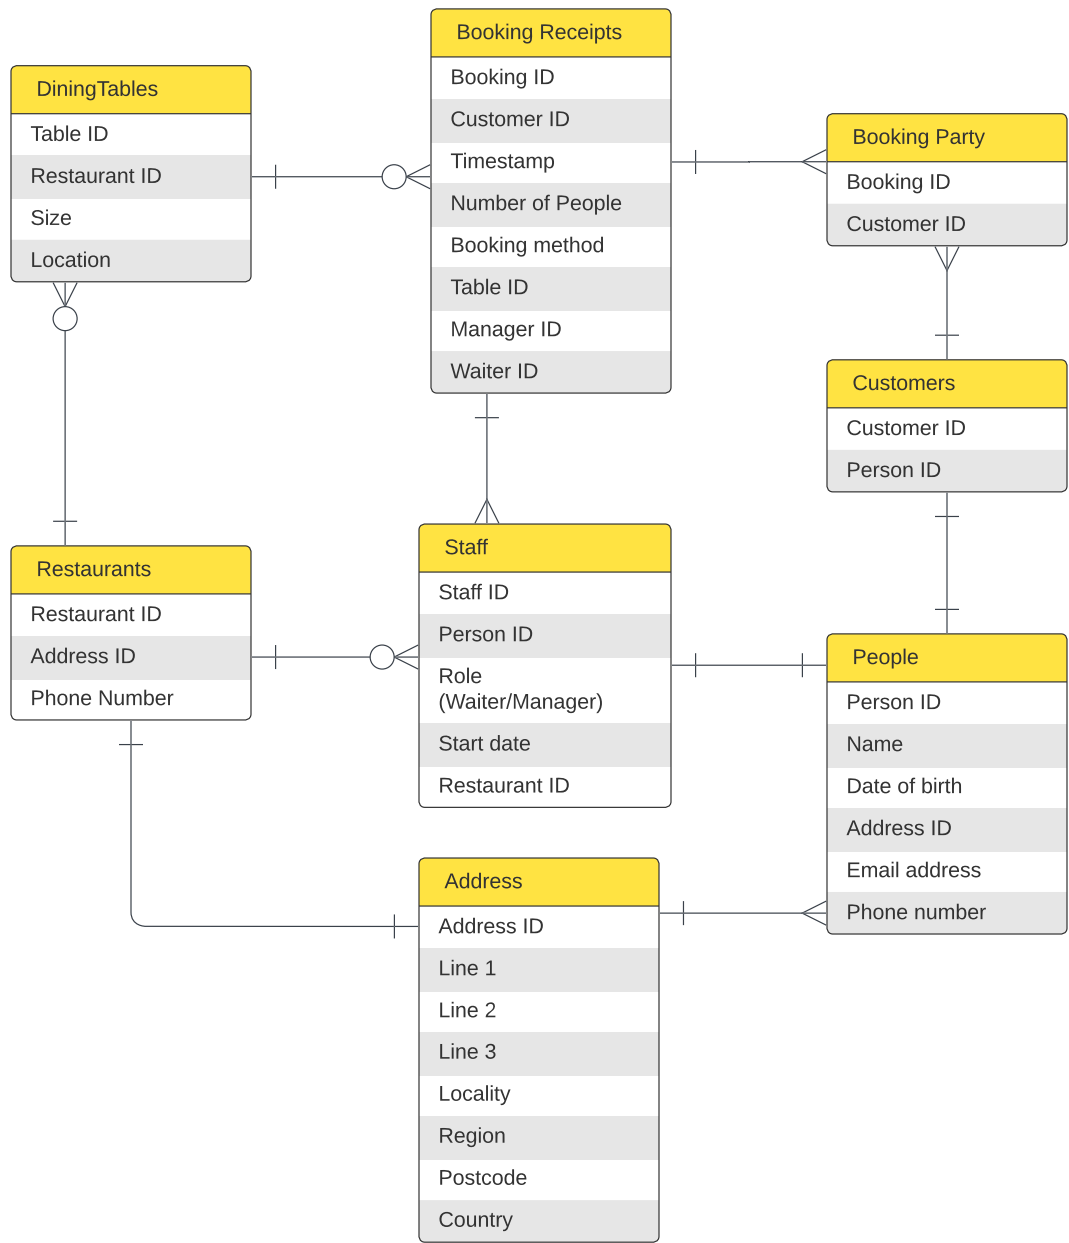 Booking Receipts
Booking ID
Customer ID
Timestamp
Number of People
Booking method
Table ID
Manager ID
Waiter ID
DiningTables
Table ID
Restaurant ID
Size
Location
Booking Party
Booking ID
Customer ID
Customers
Customer ID
Person ID
Restaurants
Restaurant ID
Address ID
Phone Number
Staff
Staff ID
Person ID
Role
(Waiter/Manager)
Start date
Restaurant ID
People
Person ID
Name
Date of birth
Address ID
Email address
Phone number
Address
Address ID
Line 1
Line 2
Line 3
Locality
Region
Postcode
Country